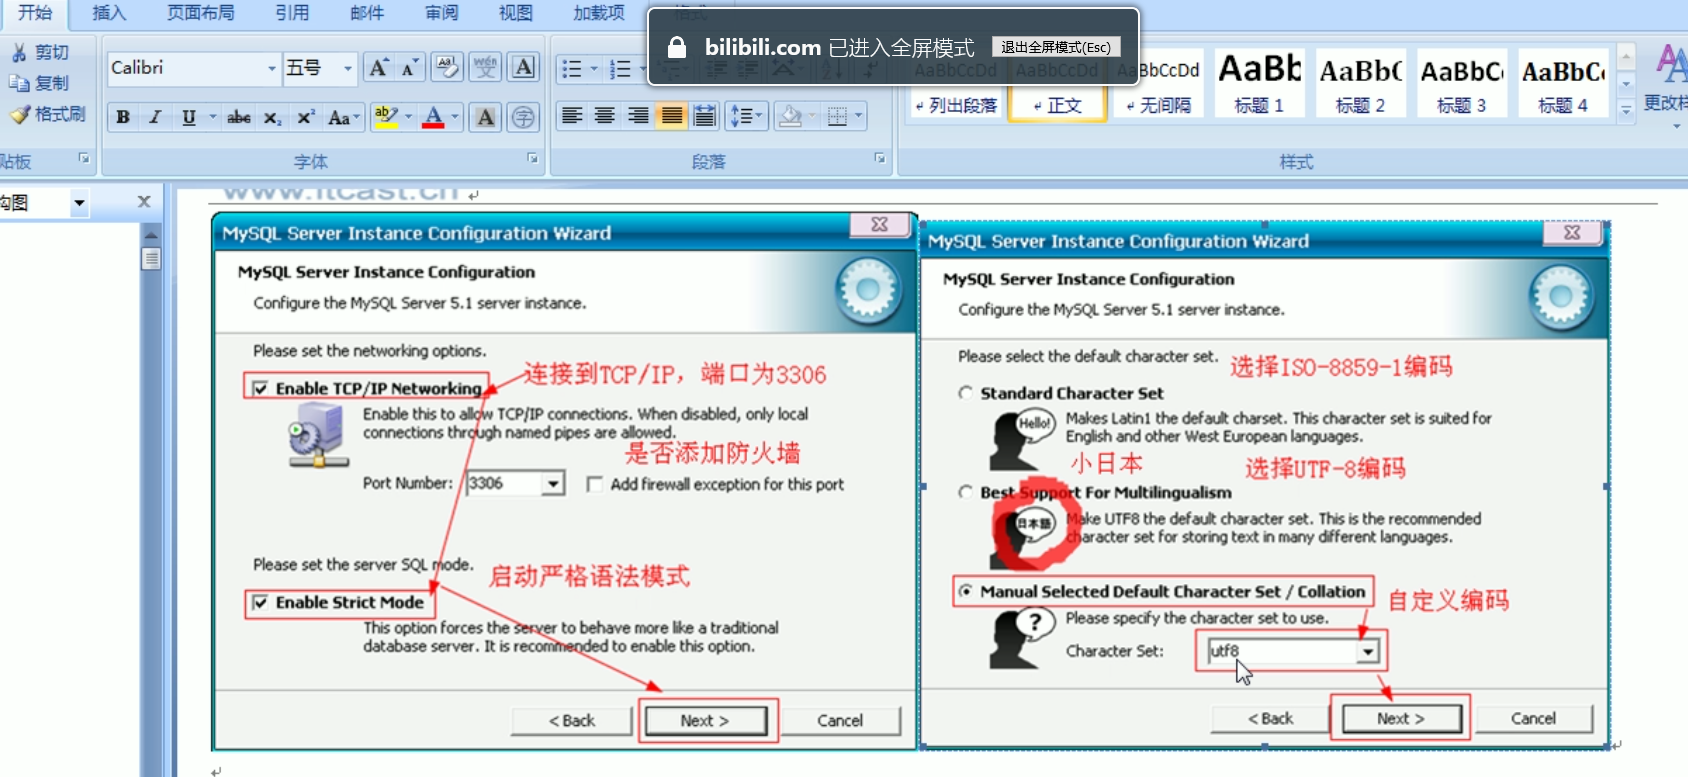 开始 插入 页面布局 引用 邮件 审阅 视图 加载项
bilibili.com 已进入全屏模式 退出全屏模式(Esc)
剪切
复制
格式刷
贴板
Calibri 五号
字体
段落
AaBbCcDd AaBbCcDd AaBbCcDd AaBb AaBbC AaBbC AaBbC
列出段落 正文 无间隔 标题 1 标题 2 标题 3 标题 4
更改样
样式
构图
www.itcast.cn
MySQL Server Instance Configuration Wizard
MySQL Server Instance Configuration
Configure the MySQL Server 5.1 server instance.
Please set the networking options.
连接到TCP/IP，端口为3306
Enable TCP/IP Networking
Enable this to allow TCP/IP connections. When disabled, only local
connections through named pipes are allowed.
是否添加防火墙
Port Number: 3306 Add firewall exception for this port
Please set the server SQL mode.
启动严格语法模式
Enable Strict Mode
This option forces the server to behave more like a traditional
database server. It is recommended to enable this option.
< Back Next > Cancel
MySQL Server Instance Configuration Wizard
MySQL Server Instance Configuration
Configure the MySQL Server 5.1 server instance.
Please select the default character set.
选择ISO-8859-1编码
Standard Character Set
Hello!
Makes Latin1 the default charset. This character set is suited for
English and other West European languages.
小日本 选择UTF-8编码
Best Support For Multilingualism
日本語
Make UTF8 the default character set. This is the recommended
character set for storing text in many different languages.
Manual Selected Default Character Set / Collation
自定义编码
?
Please specify the character set to use.
Character Set: utf8
< Back Next > Cancel